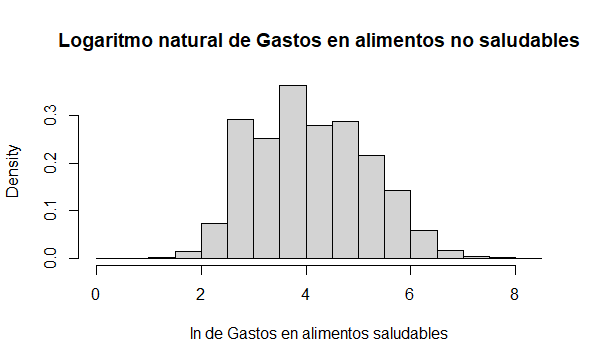 Logaritmo natural de Gastos en alimentos no saludables
Density
0.3
0.2
0.1
0.0
0 2 4 6 8
ln de Gastos en alimentos saludables